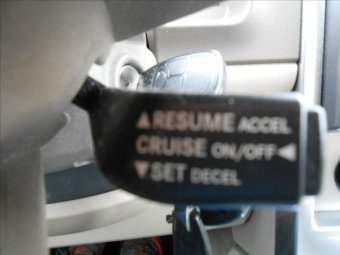 ▲RESUME ACCEL
CRUISE ON/OFF◀
▼SET DECEL